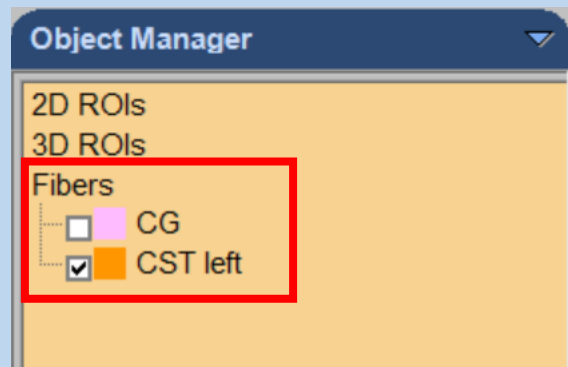 Object Manager
2D ROIs
3D ROIs
Fibers
CG
CST left